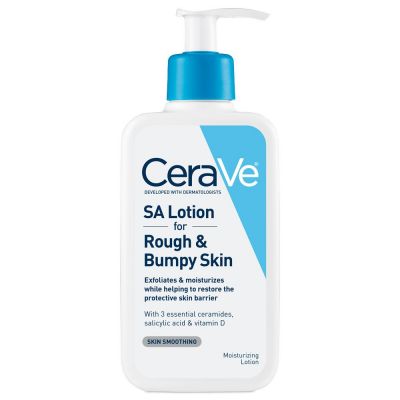 CeraVe
DEVELOPED WITH DERMATOLOGISTS
SA Lotion
for
Rough &
Bumpy Skin
Exfoliates & moisturizes
while helping to restore the
protective skin barrier
With 3 essential ceramides,
salicylic acid & vitamin D
SKIN SMOOTHING
Moisturizing
Lotion